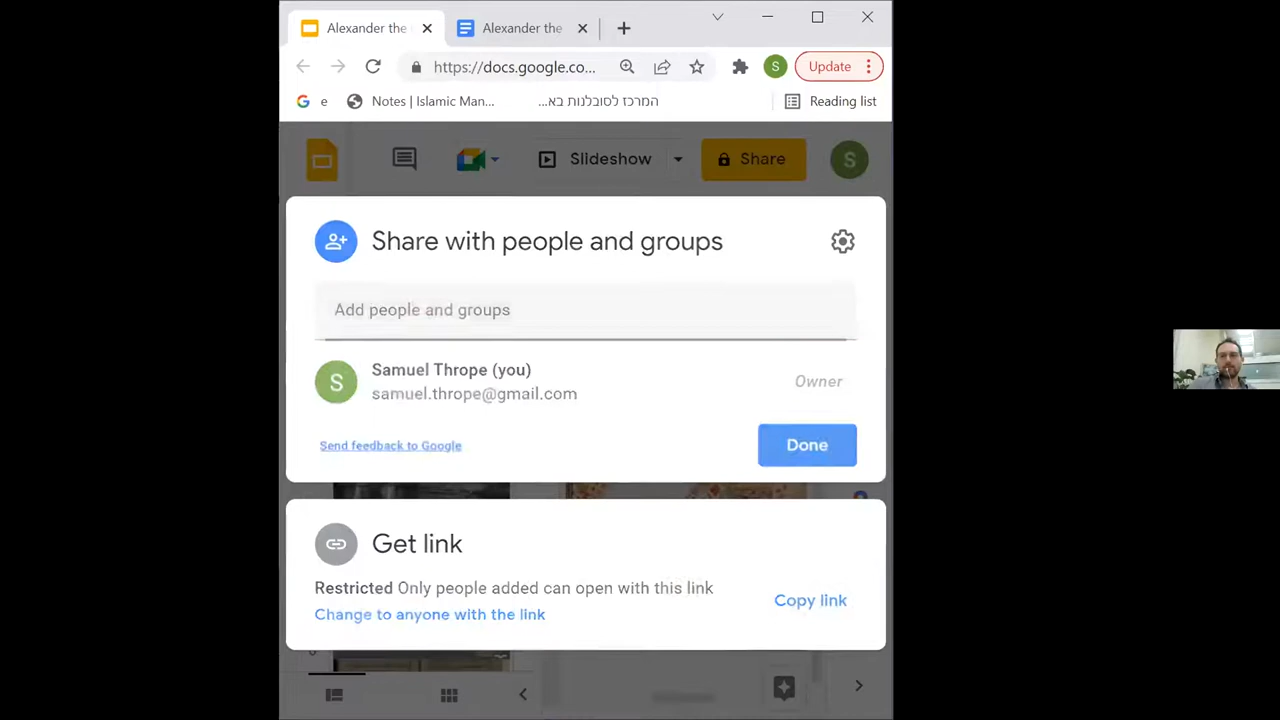 Alexander the
Alexander the
https://docs.google.co...
S
Update
e
Notes | Islamic Man...
המרכז לסובלנות בא...
Reading list
Slideshow
Share
S
Share with people and groups
Add people and groups
S
Samuel Thrope (you)
samuel.thrope@gmail.com
Owner
Send feedback to Google
Done
Get link
Restricted Only people added can open with this link
Change to anyone with the link
Copy link